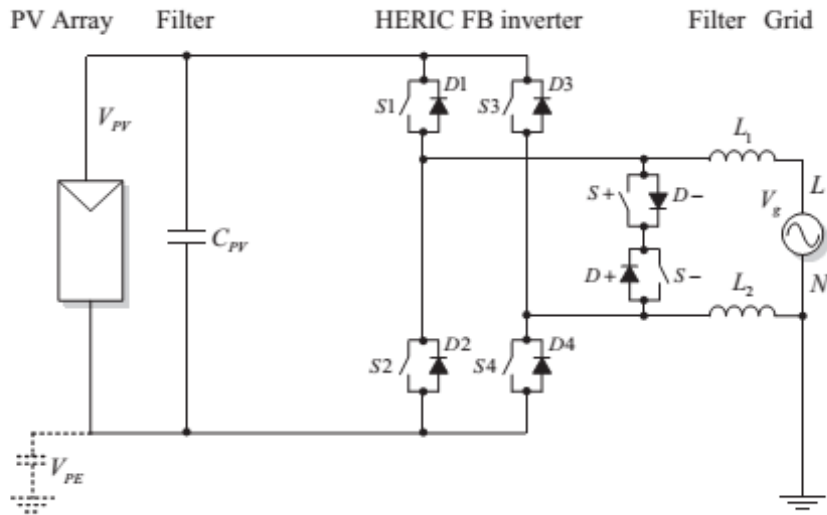 PV Array Filter HERIC FB inverter Filter Grid
D1 D3
S1 S3
V_PV
L_1
S+ D- V_g L
C_PV
D+ S- L_2 N
D2 D4
S2 S4
V_PE